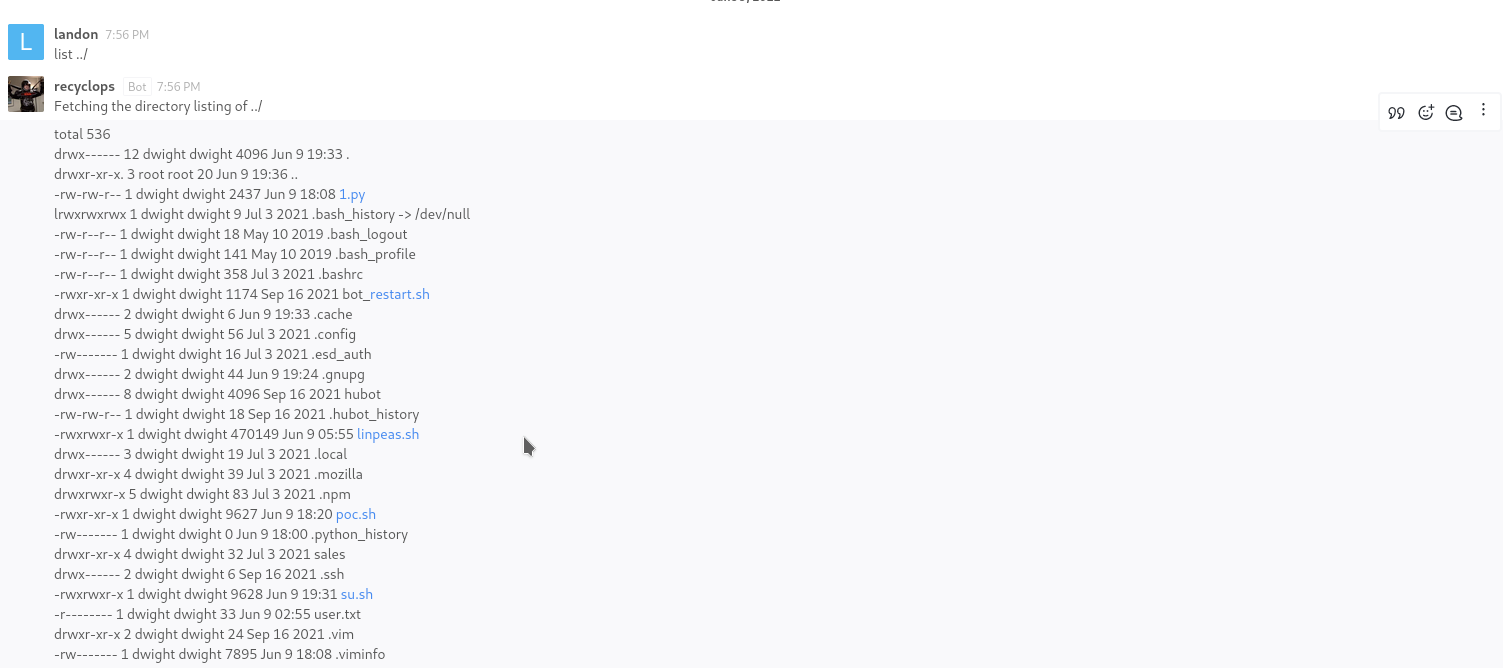 L
landon 7:56 PM
list ../
recyclops Bot 7:56 PM
Fetching the directory listing of ../
total 536
drwx------ 12 dwight dwight 4096 Jun 9 19:33 .
drwxr-xr-x. 3 root root 20 Jun 9 19:36 ..
-rw-rw-r-- 1 dwight dwight 2437 Jun 9 18:08 1.py
lrwxrwxrwx 1 dwight dwight 9 Jul 3 2021 .bash_history -> /dev/null
-rw-r--r-- 1 dwight dwight 18 May 10 2019 .bash_logout
-rw-r--r-- 1 dwight dwight 141 May 10 2019 .bash_profile
-rw-r--r-- 1 dwight dwight 358 Jul 3 2021 .bashrc
-rwxr-xr-x 1 dwight dwight 1174 Sep 16 2021 bot_restart.sh
drwx------ 2 dwight dwight 6 Jun 9 19:33 .cache
drwx------ 5 dwight dwight 56 Jul 3 2021 .config
-rw------- 1 dwight dwight 16 Jul 3 2021 .esd_auth
drwx------ 2 dwight dwight 44 Jun 9 19:24 .gnupg
drwx------ 8 dwight dwight 4096 Sep 16 2021 hubot
-rw-rw-r-- 1 dwight dwight 18 Sep 16 2021 .hubot_history
-rwxrwxr-x 1 dwight dwight 470149 Jun 9 05:55 linpeas.sh
drwx------ 3 dwight dwight 19 Jul 3 2021 .local
drwxr-xr-x 4 dwight dwight 39 Jul 3 2021 .mozilla
drwxrwxr-x 5 dwight dwight 83 Jul 3 2021 .npm
-rwxr-xr-x 1 dwight dwight 9627 Jun 9 18:20 poc.sh
-rw------- 1 dwight dwight 0 Jun 9 18:00 .python_history
drwxr-xr-x 4 dwight dwight 32 Jul 3 2021 sales
drwx------ 2 dwight dwight 6 Sep 16 2021 .ssh
-rwxrwxr-x 1 dwight dwight 9628 Jun 9 19:31 su.sh
-r-------- 1 dwight dwight 33 Jun 9 02:55 user.txt
drwxr-xr-x 2 dwight dwight 24 Sep 16 2021 .vim
-rw------- 1 dwight dwight 7895 Jun 9 18:08 .viminfo